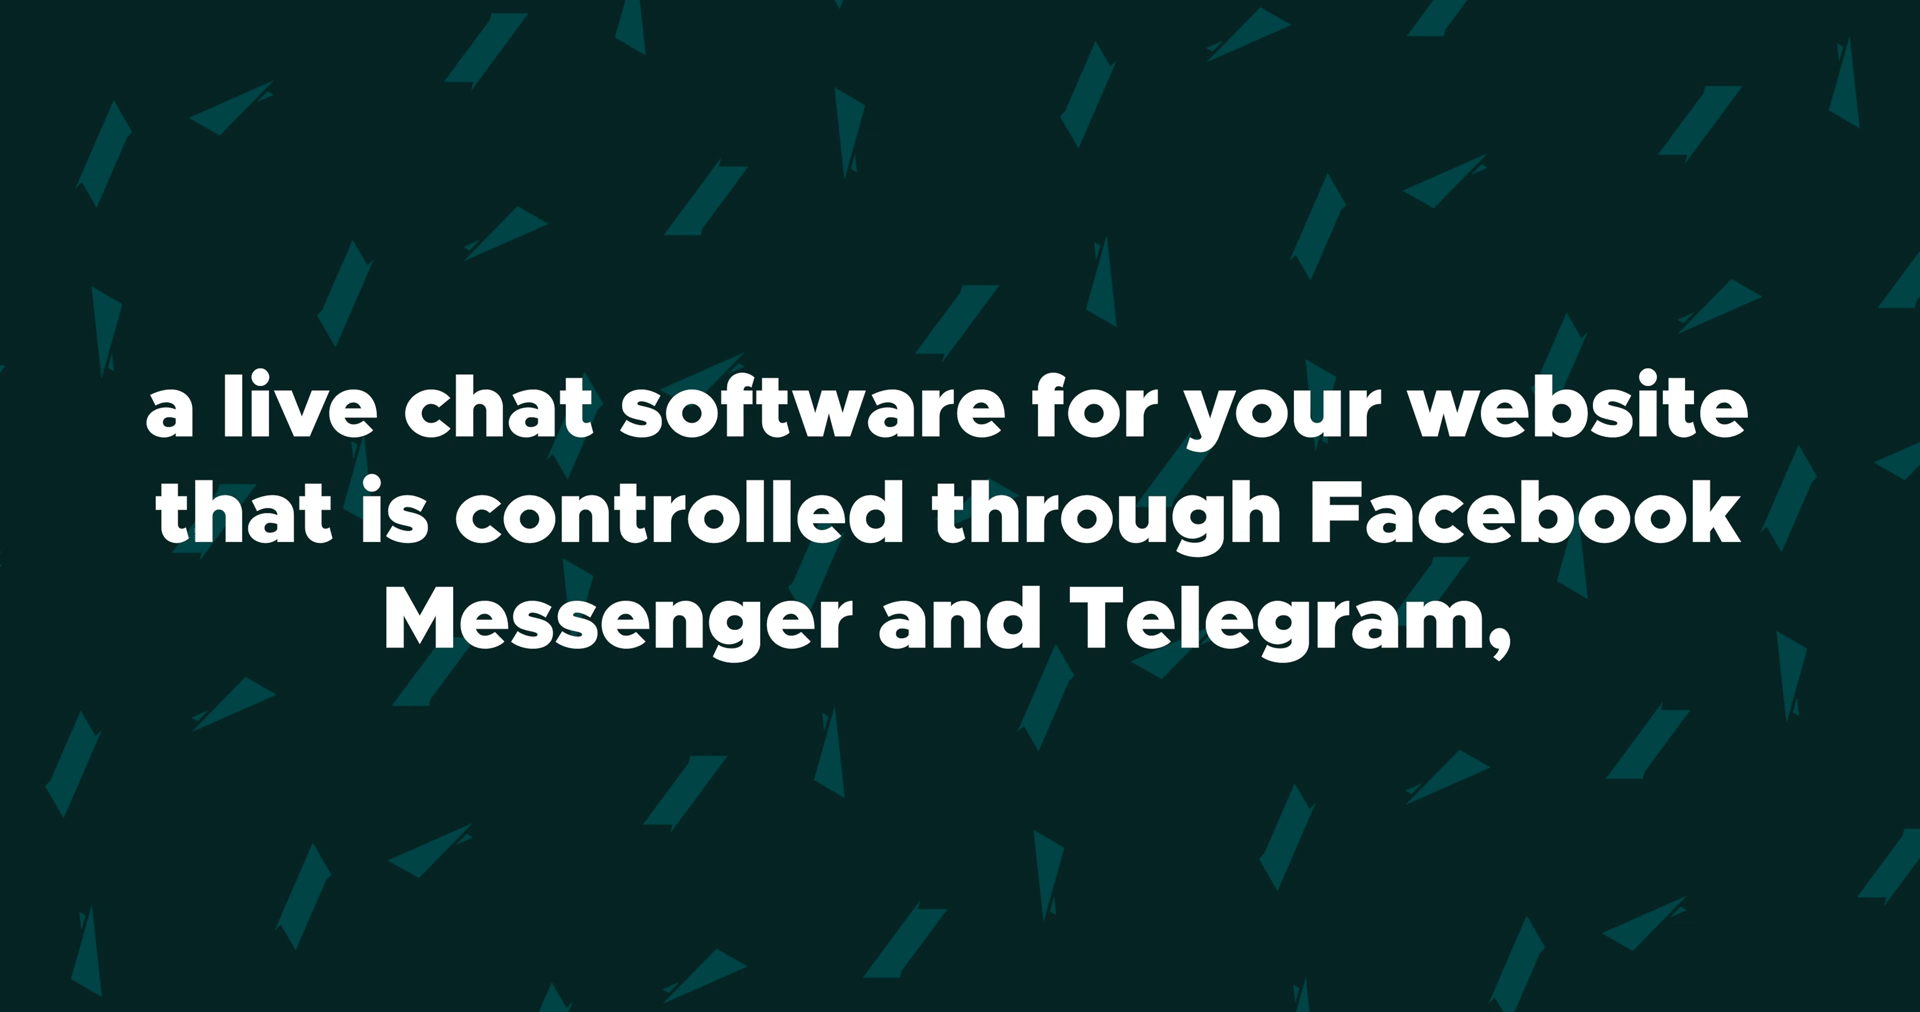 a live chat software for your website
that is controlled through Facebook
Messenger and Telegram,